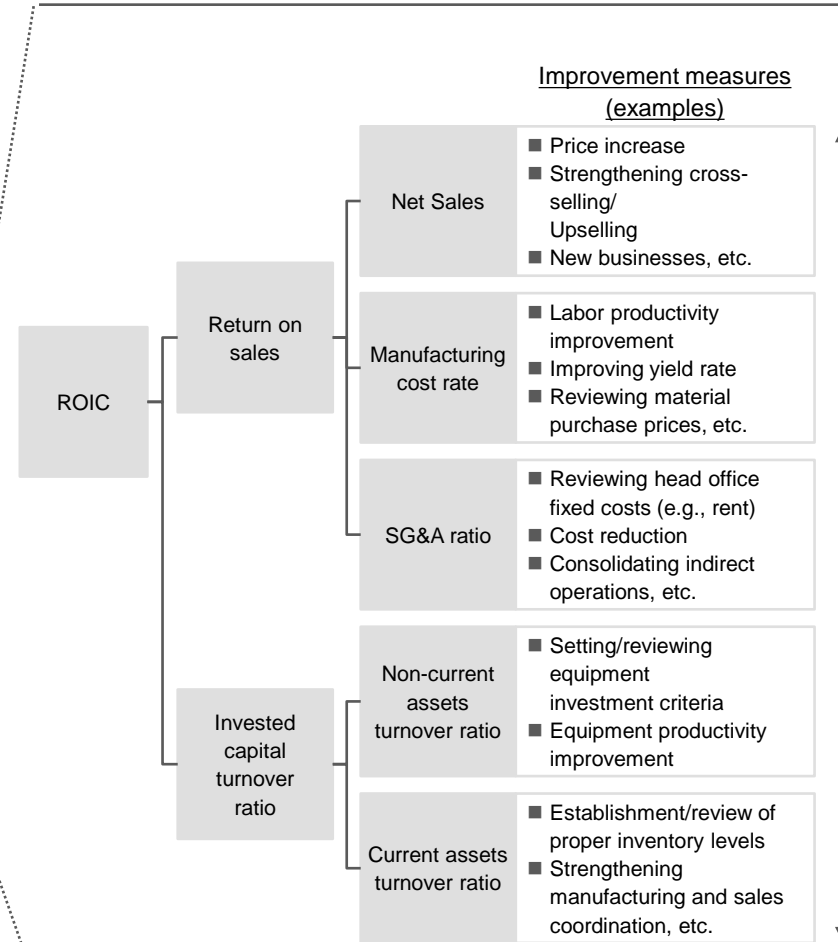 Improvement measures
(examples)
ROIC
Return on
sales
Net Sales
■ Price increase
■ Strengthening cross-
selling/
Upselling
■ New businesses, etc.
Manufacturing
cost rate
■ Labor productivity
improvement
■ Improving yield rate
■ Reviewing material
purchase prices, etc.
SG&A ratio
■ Reviewing head office
fixed costs (e.g., rent)
■ Cost reduction
■ Consolidating indirect
operations, etc.
Invested
capital
turnover
ratio
Non-current
assets
turnover ratio
■ Setting/reviewing
equipment
investment criteria
■ Equipment productivity
improvement
Current assets
turnover ratio
■ Establishment/review of
proper inventory levels
■ Strengthening
manufacturing and sales
coordination, etc.